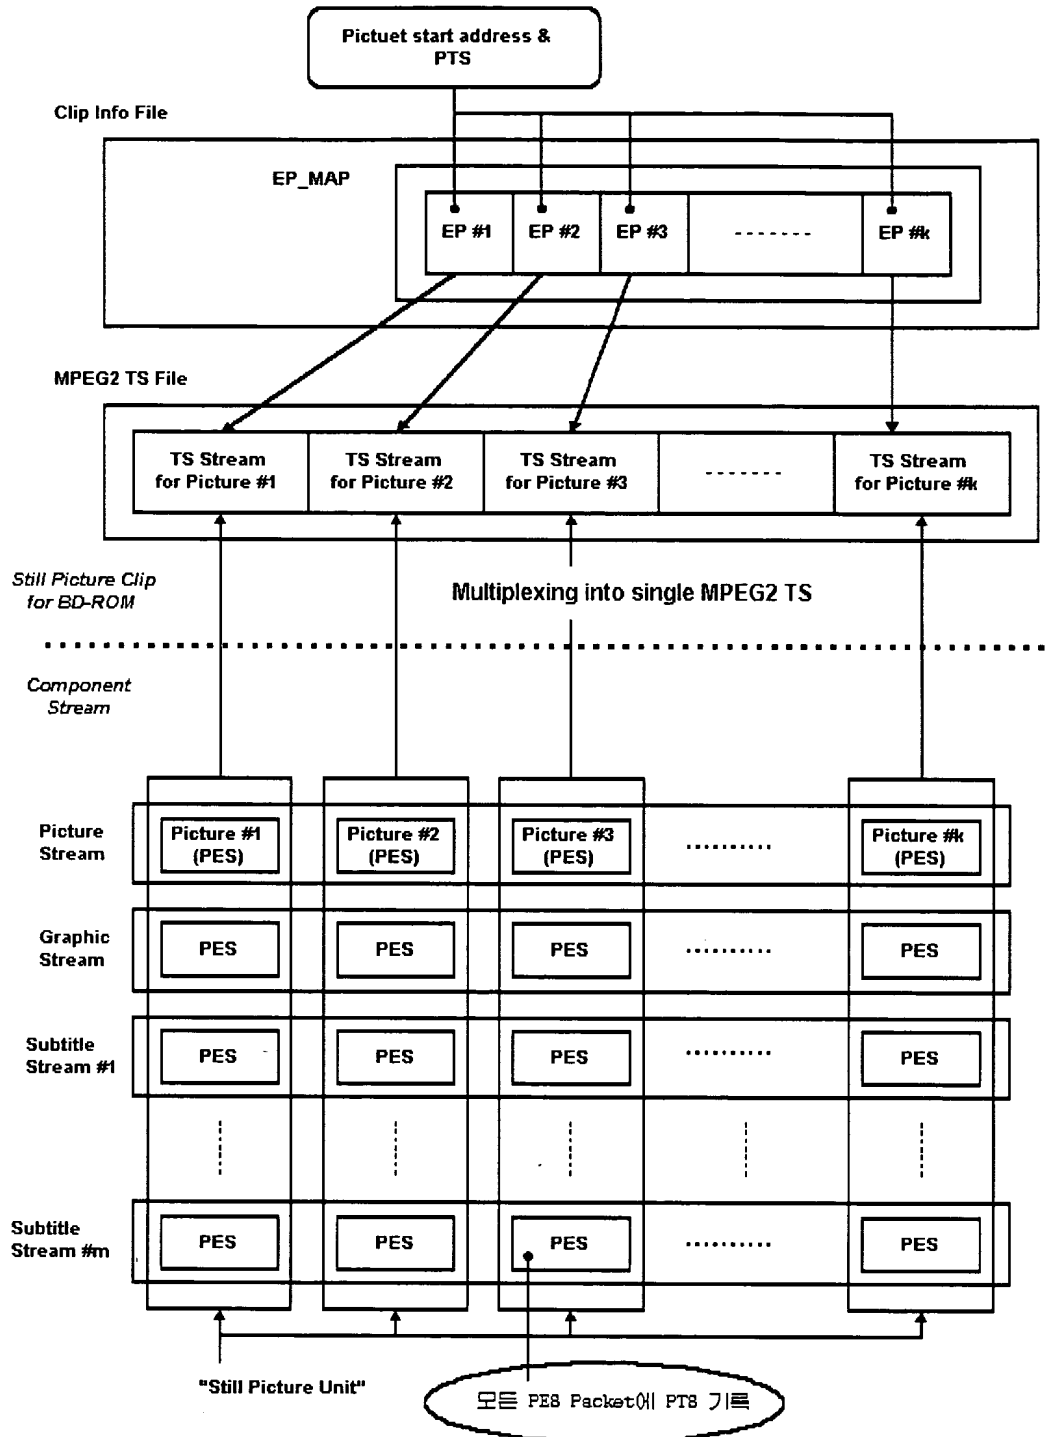 Pictuet start address &
PTS
Clip Info File
EP_MAP
EP #1
EP #2
EP #3
EP #k
MPEG2 TS File
TS Stream
for Picture #1
TS Stream
for Picture #2
TS Stream
for Picture #3
TS Stream
for Picture #k
Still Picture Clip
for BD-ROM
Multiplexing into single MPEG2 TS
Component
Stream
Picture
Stream
Picture #1
(PES)
Picture #2
(PES)
Picture #3
(PES)
Picture #k
(PES)
Graphic
Stream
PES
PES
PES
PES
Subtitle
Stream #1
PES
PES
PES
PES
Subtitle
Stream #m
PES
PES
PES
PES
"Still Picture Unit"
모든 PES Packet에 PTS 기록